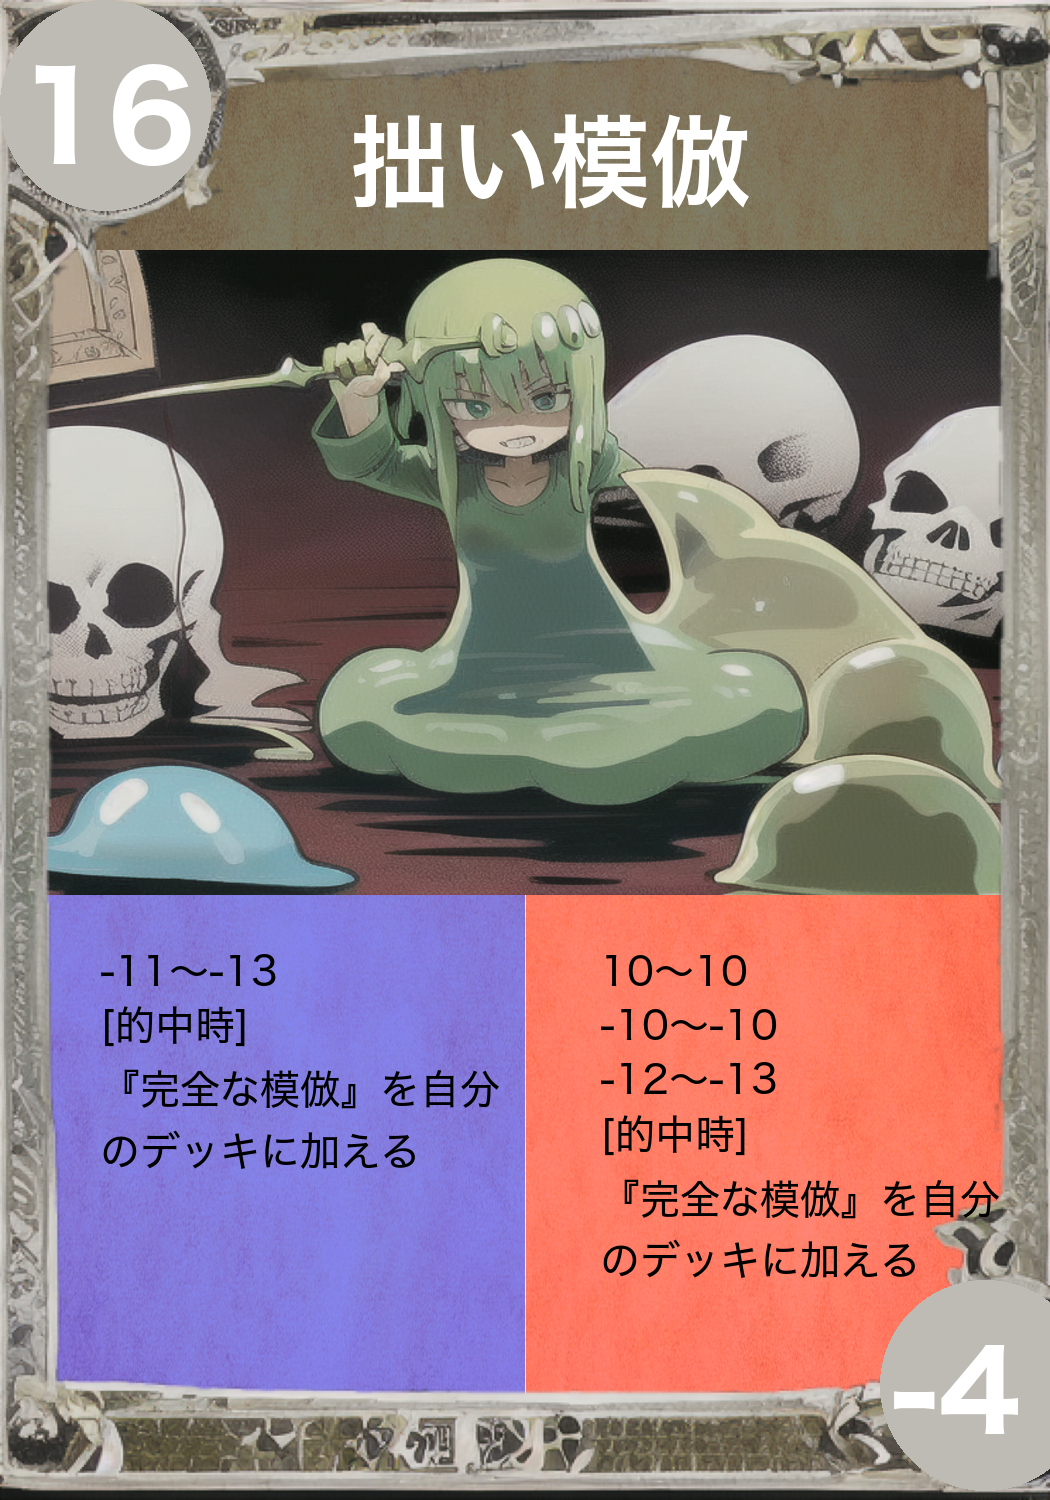 16
拙い模倣
-11〜-13
[的中時]
『完全な模倣』を自分
のデッキに加える
10〜10
-10〜-10
-12〜-13
[的中時]
『完全な模倣』を自分
のデッキに加える
-4